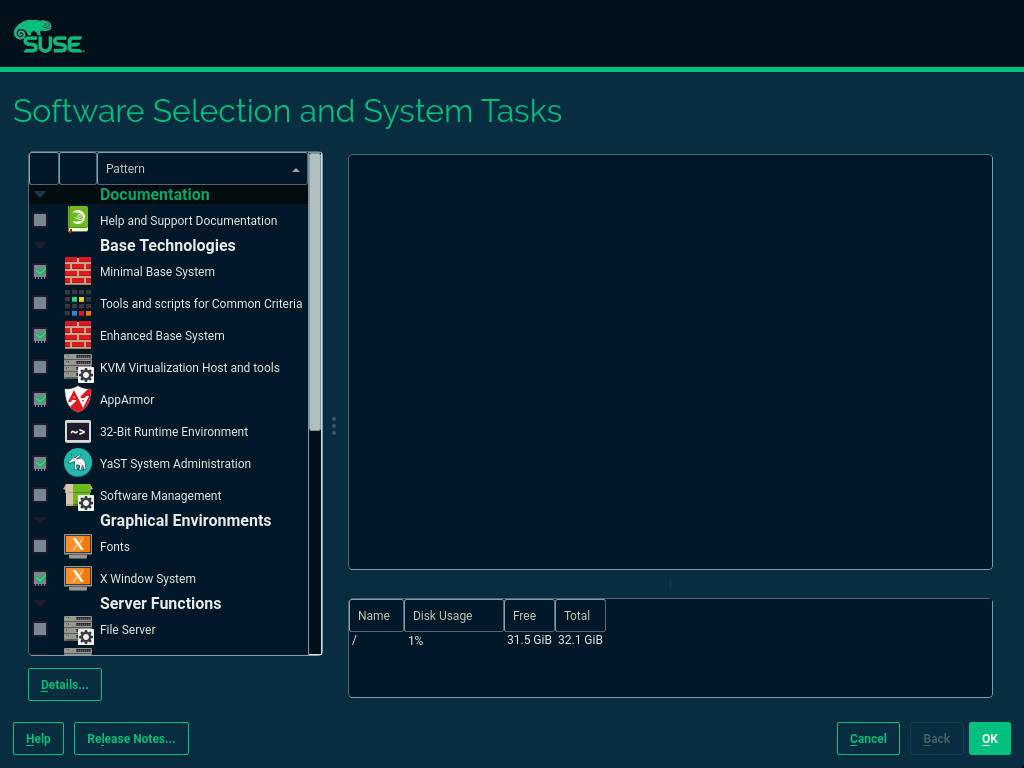 SUSE
Software Selection and System Tasks
Pattern
Documentation
Help and Support Documentation
Base Technologies
Minimal Base System
Tools and scripts for Common Criteria
Enhanced Base System
KVM Virtualization Host and tools
AppArmor
32-Bit Runtime Environment
~>
YaST System Administration
Software Management
Graphical Environments
X
Fonts
X
X Window System
Server Functions
File Server
Name Disk Usage Free Total
/ 1% 31.5 GiB 32.1 GiB
Details...
Help Release Notes... Cancel Back OK